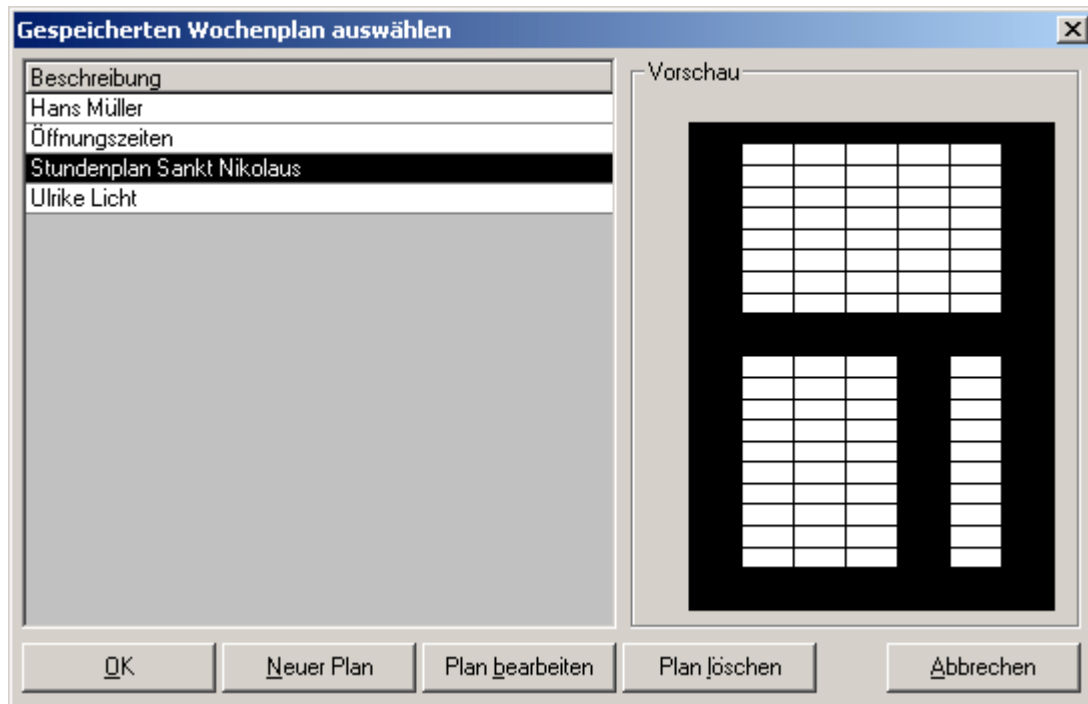 Gespeicherten Wochenplan auswählen
Beschreibung
Hans Müller
Öffnungszeiten
Stundenplan Sankt Nikolaus
Ulrike Licht
Vorschau
OK
Neuer Plan
Plan bearbeiten
Plan löschen
Abbrechen